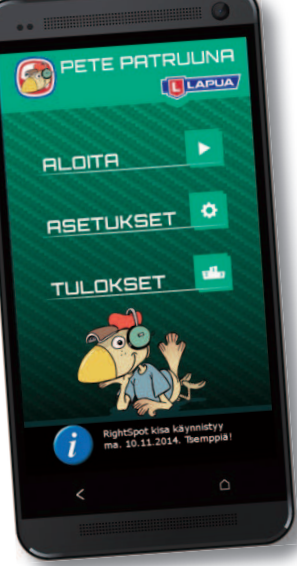 PETE PATRUUNA
L LAPUA
ALOITA
ASETUKSET
TULOKSET
i
RightSpot kisa käynnistyy
ma. 10.11.2014. Tsemppiä!